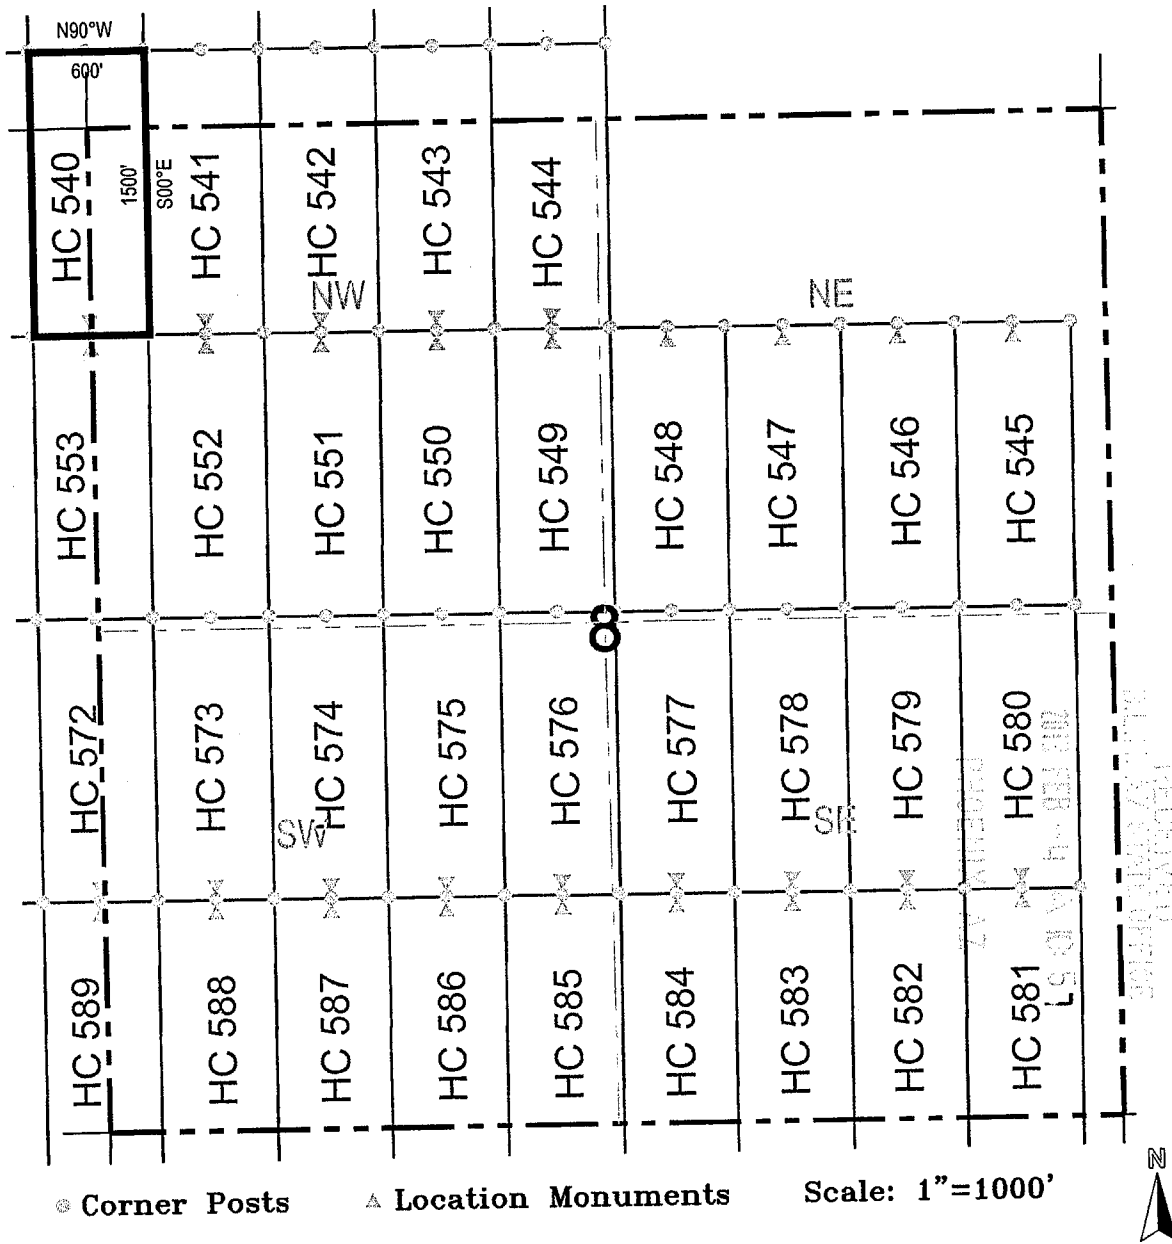 N90°W
600'
1500'
S00°E
HC 540
HC 541
HC 542
HC 543
HC 544
NW
NE
HC 553
HC 552
HC 551
HC 550
HC 549
HC 548
HC 547
HC 546
HC 545
8
HC 572
HC 573
HC 574
HC 575
HC 576
HC 577
HC 578
HC 579
HC 580
SW
SE
HC 589
HC 588
HC 587
HC 586
HC 585
HC 584
HC 583
HC 582
HC 581
PHOENIX, AZ
Corner Posts
Location Monuments
Scale: 1"=1000'
N